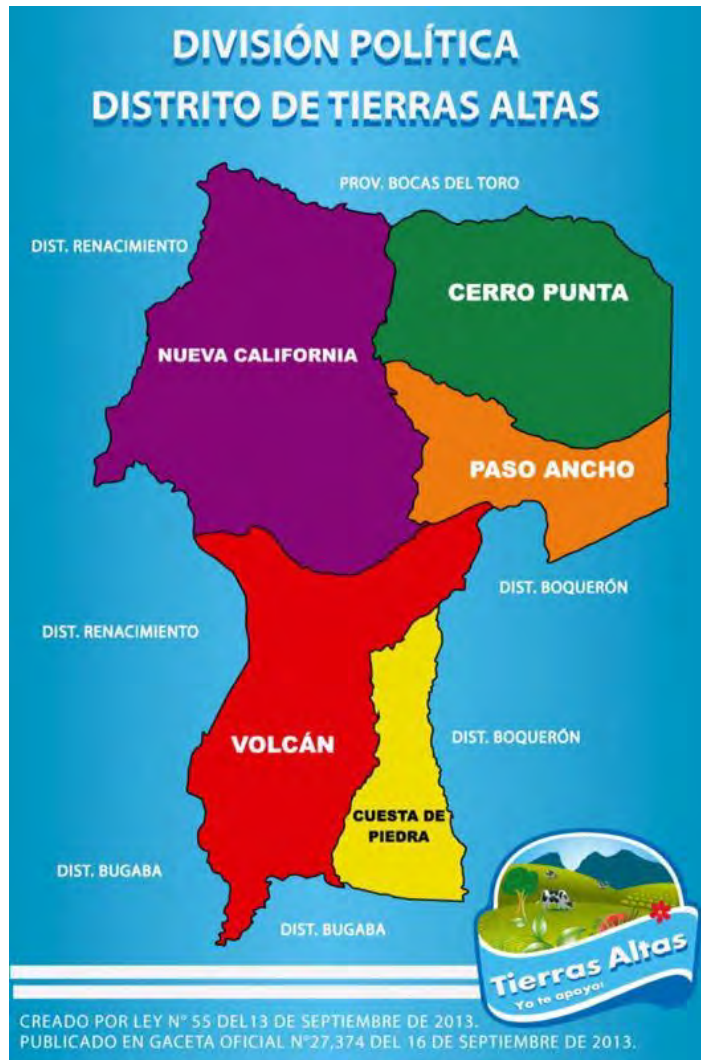 DIVISIÓN POLÍTICA
DISTRITO DE TIERRAS ALTAS
PROV. BOCAS DEL TORO
DIST. RENACIMIENTO
CERRO PUNTA
NUEVA CALIFORNIA
PASO ANCHO
DIST. BOQUERÓN
DIST. RENACIMIENTO
VOLCÁN
DIST. BOQUERÓN
CUESTA DE
PIEDRA
DIST. BUGABA
DIST. BUGABA
Tierras Altas
Yo te apoyo!
CREADO POR LEY N° 55 DEL13 DE SEPTIEMBRE DE 2013.
PUBLICADO EN GACETA OFICIAL N°27,374 DEL 16 DE SEPTIEMBRE DE 2013.